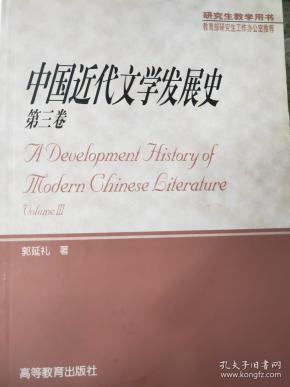 研究生教学用书
教育部研究生工作办公室推荐
中国近代文学发展史
第三卷
A Development History of
Modern Chinese Literature
Volume III
郭延礼 著
高等教育出版社
孔夫子旧书网